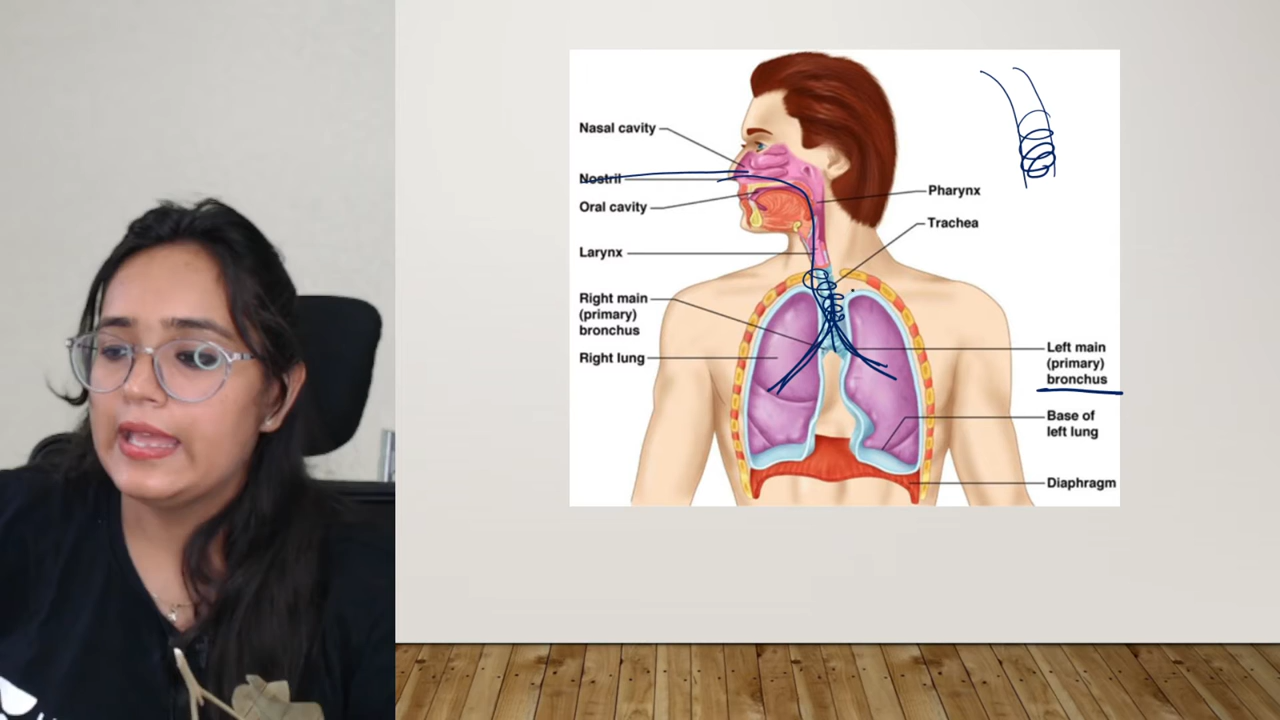 Nasal cavity
Nostril
Oral cavity
Larynx
Right main
(primary)
bronchus
Right lung
Pharynx
Trachea
Left main
(primary)
bronchus
Base of
left lung
Diaphragm